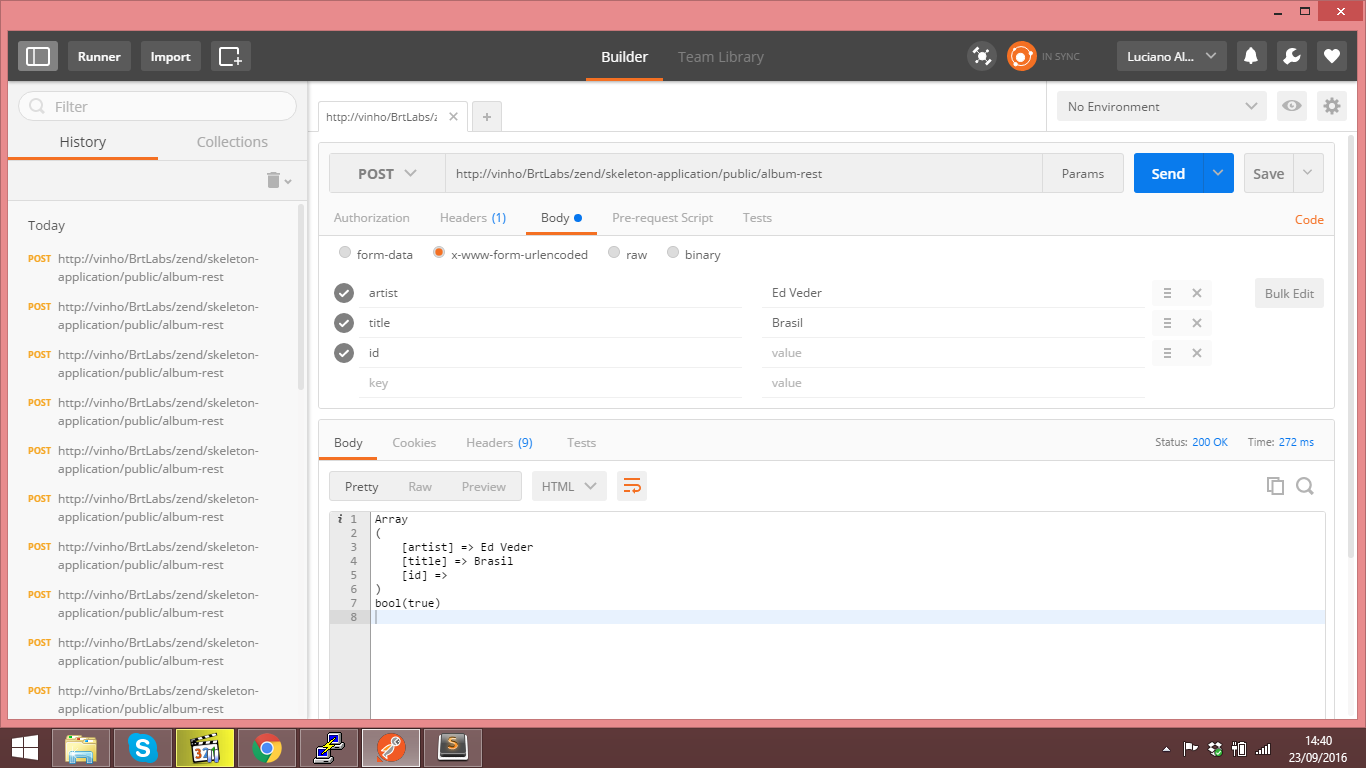 Runner
Import
Builder
Team Library
IN SYNC
Luciano Al...
Filter
History
Collections
Today
POST http://vinho/BrtLabs/zend/skeleton-
application/public/album-rest
POST http://vinho/BrtLabs/zend/skeleton-
application/public/album-rest
POST http://vinho/BrtLabs/zend/skeleton-
application/public/album-rest
POST http://vinho/BrtLabs/zend/skeleton-
application/public/album-rest
POST http://vinho/BrtLabs/zend/skeleton-
application/public/album-rest
POST http://vinho/BrtLabs/zend/skeleton-
application/public/album-rest
POST http://vinho/BrtLabs/zend/skeleton-
application/public/album-rest
POST http://vinho/BrtLabs/zend/skeleton-
application/public/album-rest
POST http://vinho/BrtLabs/zend/skeleton-
application/public/album-rest
POST http://vinho/BrtLabs/zend/skeleton-
application/public/album-rest
http://vinho/BrtLabs/z
No Environment
POST
http://vinho/BrtLabs/zend/skeleton-application/public/album-rest
Params
Send
Save
Authorization
Headers (1)
Body
Pre-request Script
Tests
Code
form-data
x-www-form-urlencoded
raw
binary
artist Ed Veder
Bulk Edit
title Brasil
id value
key value
Body
Cookies
Headers (9)
Tests
Status: 200 OK
Time: 272 ms
Pretty
Raw
Preview
HTML
i 1 Array
2 (
3 [artist] => Ed Veder
4 [title] => Brasil
5 [id] =>
6 )
7 bool(true)
8
321
14:40
23/09/2016